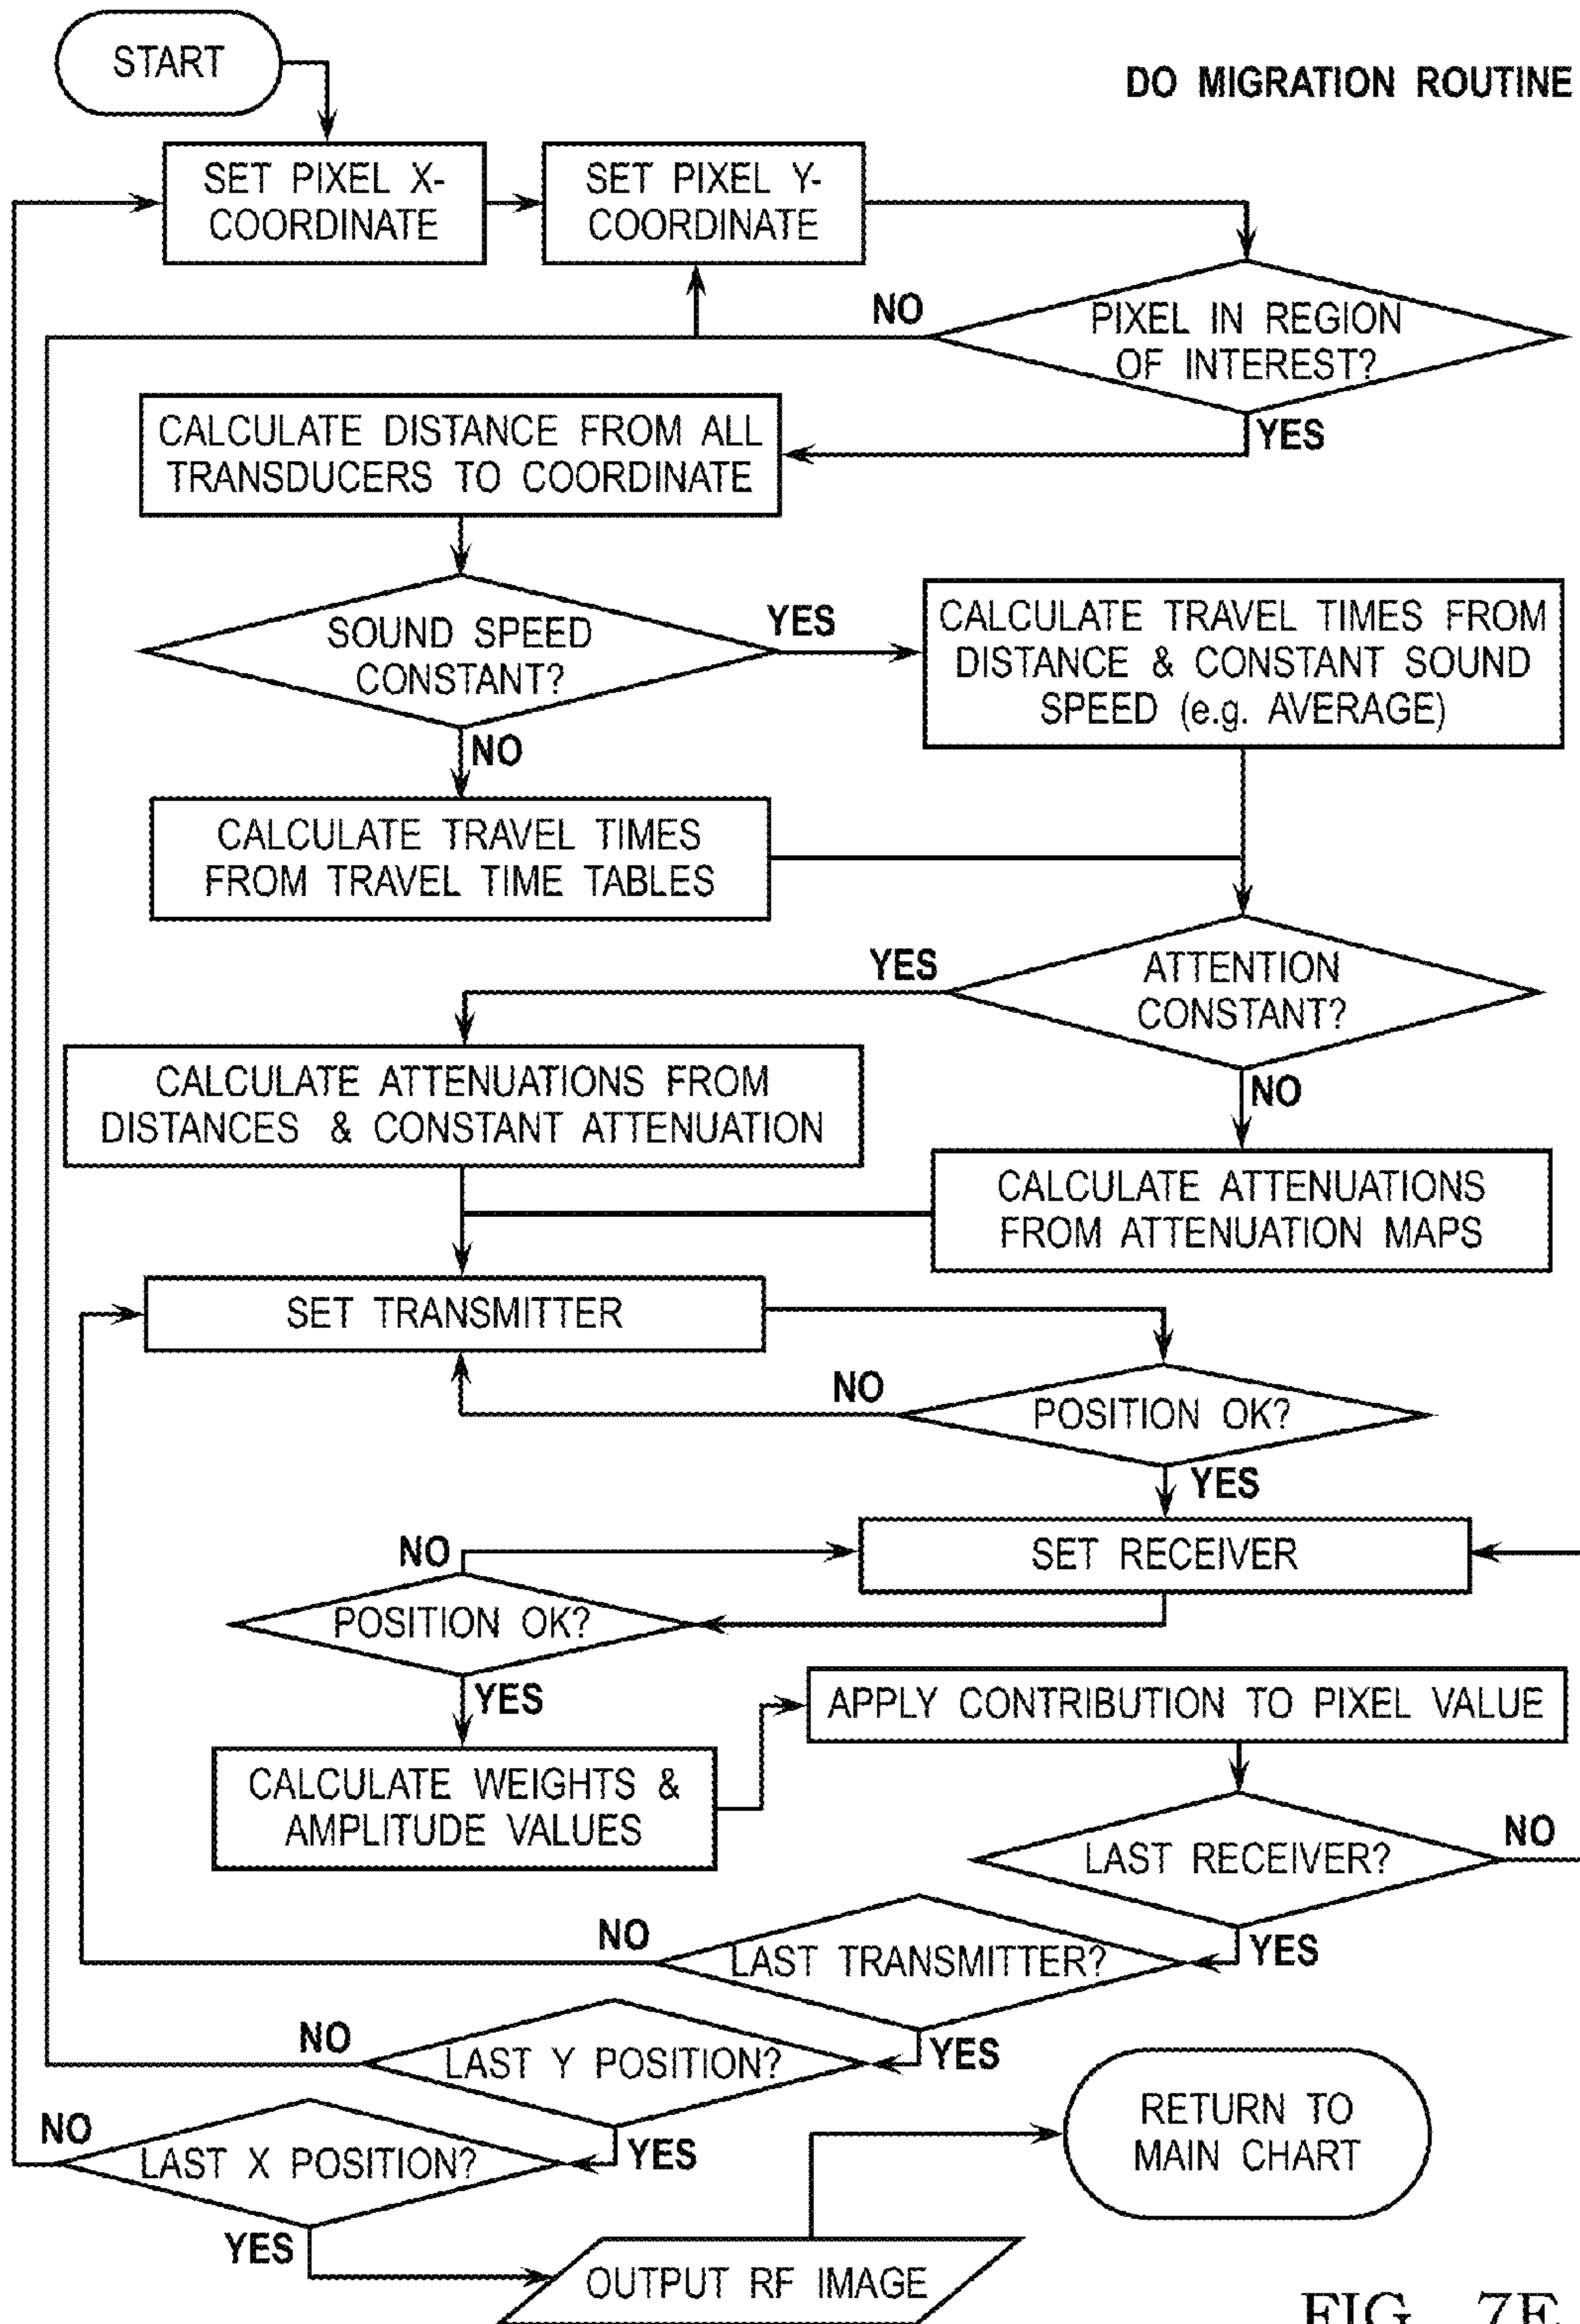 START
DO MIGRATION ROUTINE
SET PIXEL X-
COORDINATE
SET PIXEL Y-
COORDINATE
NO
PIXEL IN REGION
OF INTEREST?
YES
CALCULATE DISTANCE FROM ALL
TRANSDUCERS TO COORDINATE
SOUND SPEED
CONSTANT?
YES
CALCULATE TRAVEL TIMES FROM
DISTANCE & CONSTANT SOUND
SPEED (e.g. AVERAGE)
NO
CALCULATE TRAVEL TIMES
FROM TRAVEL TIME TABLES
YES
ATTENTION
CONSTANT?
NO
CALCULATE ATTENUATIONS FROM
DISTANCES & CONSTANT ATTENUATION
CALCULATE ATTENUATIONS
FROM ATTENUATION MAPS
SET TRANSMITTER
NO
POSITION OK?
YES
SET RECEIVER
NO
POSITION OK?
YES
APPLY CONTRIBUTION TO PIXEL VALUE
CALCULATE WEIGHTS &
AMPLITUDE VALUES
LAST RECEIVER?
NO
YES
NO
LAST TRANSMITTER?
YES
NO
LAST Y POSITION?
YES
NO
LAST X POSITION?
YES
RETURN TO
MAIN CHART
OUTPUT RF IMAGE
FIG. 7E